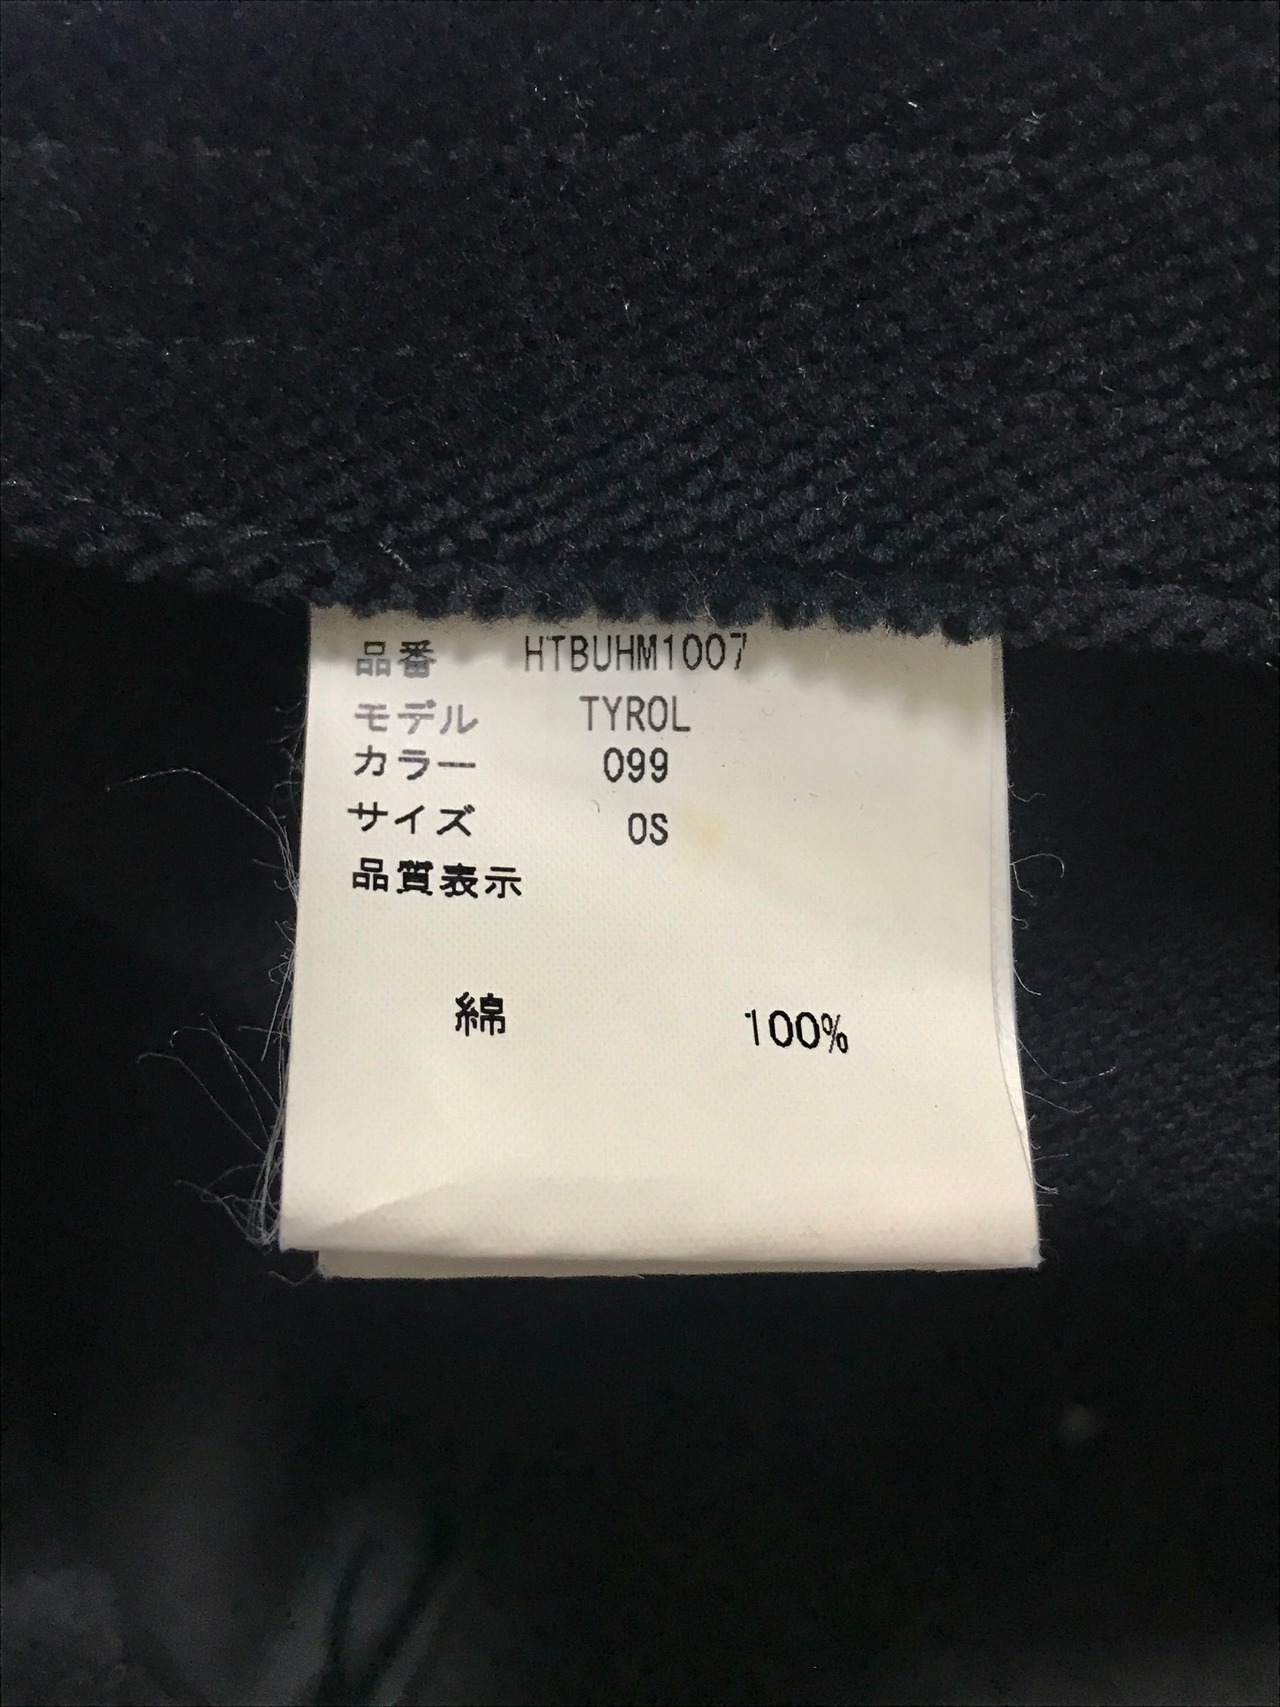 品番 HTBUHM1007
モデル TYROL
カラー 099
サイズ OS
品質表示
綿 100%